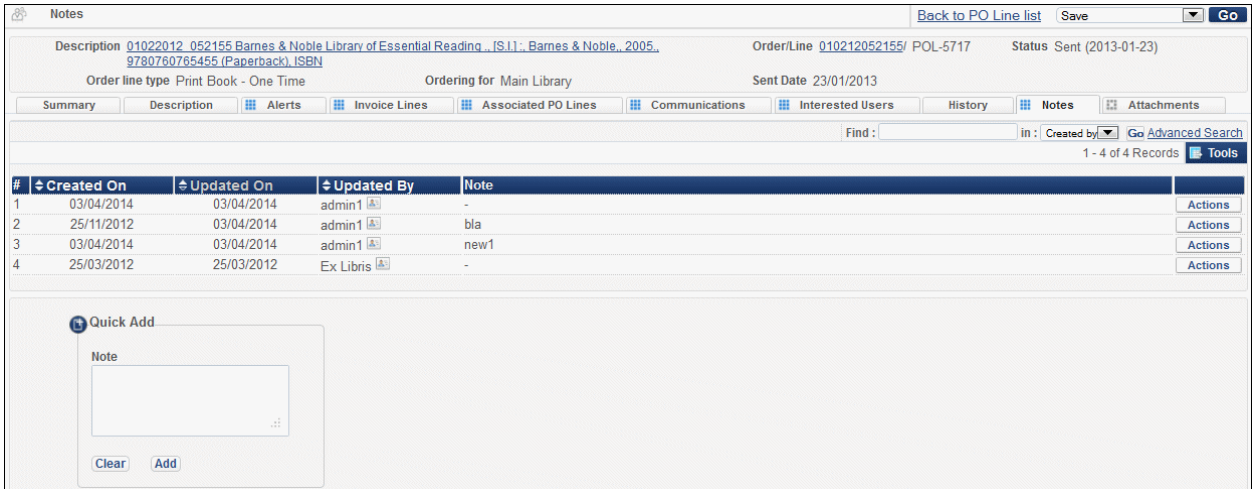 Notes Back to PO Line list Save Go
Description 01022012_052155 Barnes & Noble Library of Essential Reading ., [S.l.] :, Barnes & Noble,, 2005., Order/Line 010212052155/ POL-5717 Status Sent (2013-01-23)
9780760765455 (Paperback), ISBN
Order line type Print Book - One Time Ordering for Main Library Sent Date 23/01/2013
Summary Description Alerts Invoice Lines Associated PO Lines Communications Interested Users History Notes Attachments
Find : in : Created by Go Advanced Search
1 - 4 of 4 Records Tools
# Created On Updated On Updated By Note
1 03/04/2014 03/04/2014 admin1 - Actions
2 25/11/2012 03/04/2014 admin1 bla Actions
3 03/04/2014 03/04/2014 admin1 new1 Actions
4 25/03/2012 25/03/2012 Ex Libris - Actions
Quick Add
Note
Clear Add